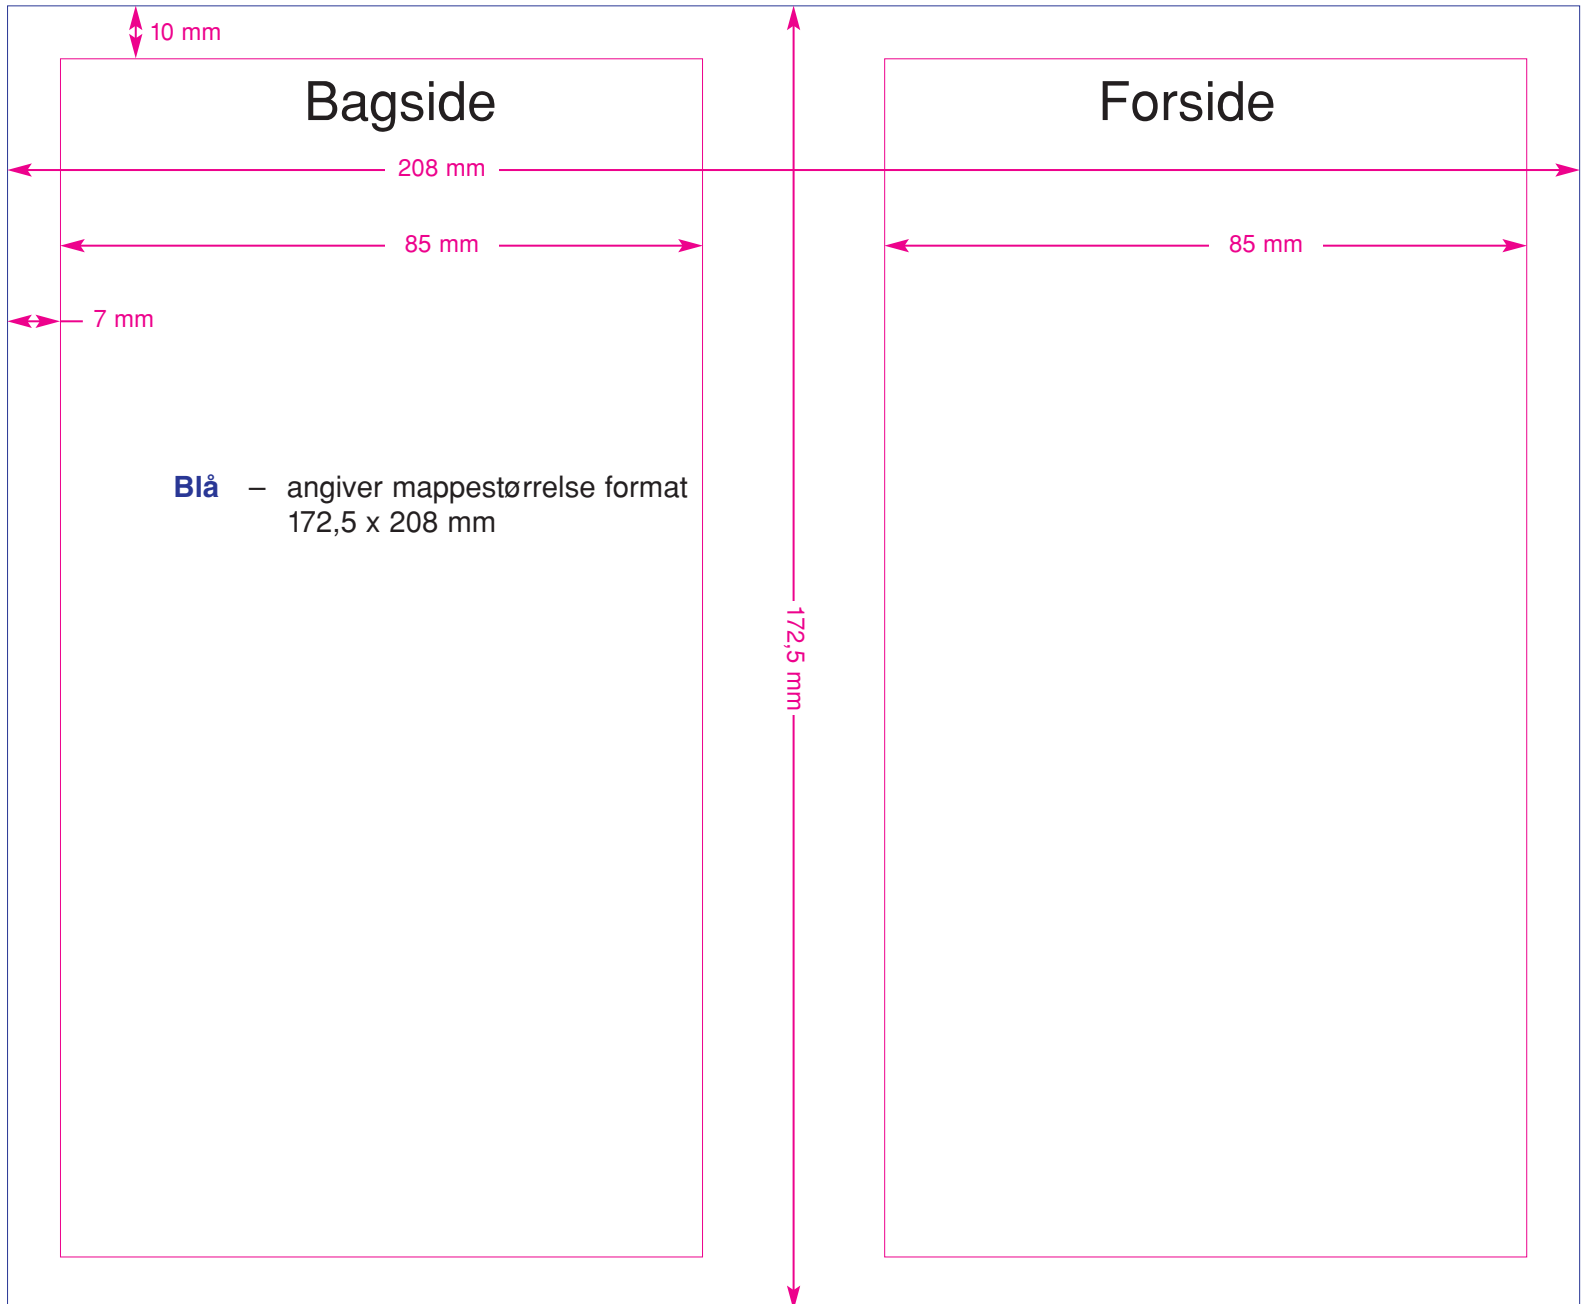 10 mm
Bagside
Forside
208 mm
85 mm
85 mm
7 mm
Blå – angiver mappestørrelse format
172,5 x 208 mm
172,5 mm